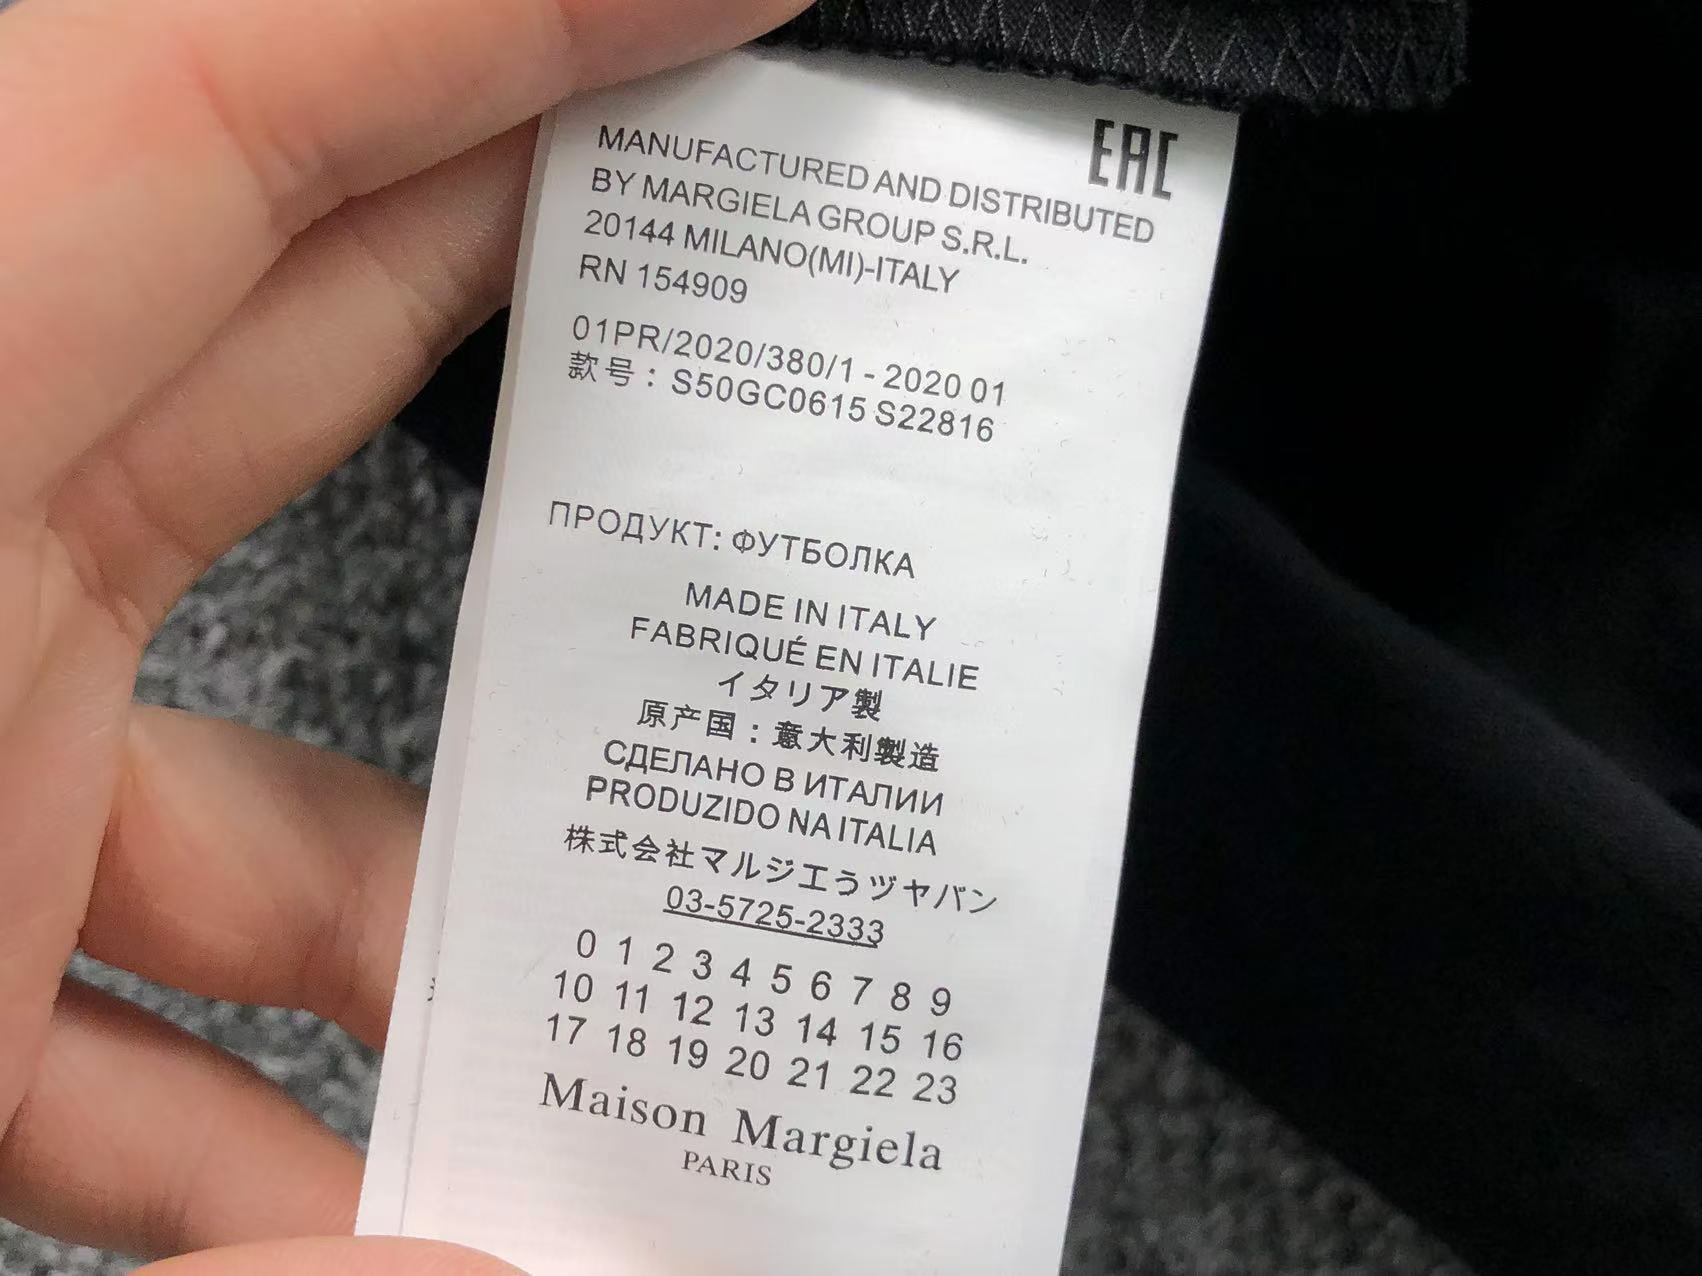 EAC
MANUFACTURED AND DISTRIBUTED
BY MARGIELA GROUP S.R.L.
20144 MILANO(MI)-ITALY
RN 154909
01PR/2020/380/1 - 2020 01
款号：S50GC0615 S22816
ПРОДУКТ: ФУТБОЛКА
MADE IN ITALY
FABRIQUÉ EN ITALIE
イタリア製
原产国：意大利製造
СДЕЛАНО В ИТАЛИИ
PRODUZIDO NA ITALIA
株式会社マルジエうヅヤバン
03-5725-2333
0 1 2 3 4 5 6 7 8 9
10 11 12 13 14 15 16
17 18 19 20 21 22 23
Maison Margiela
PARIS